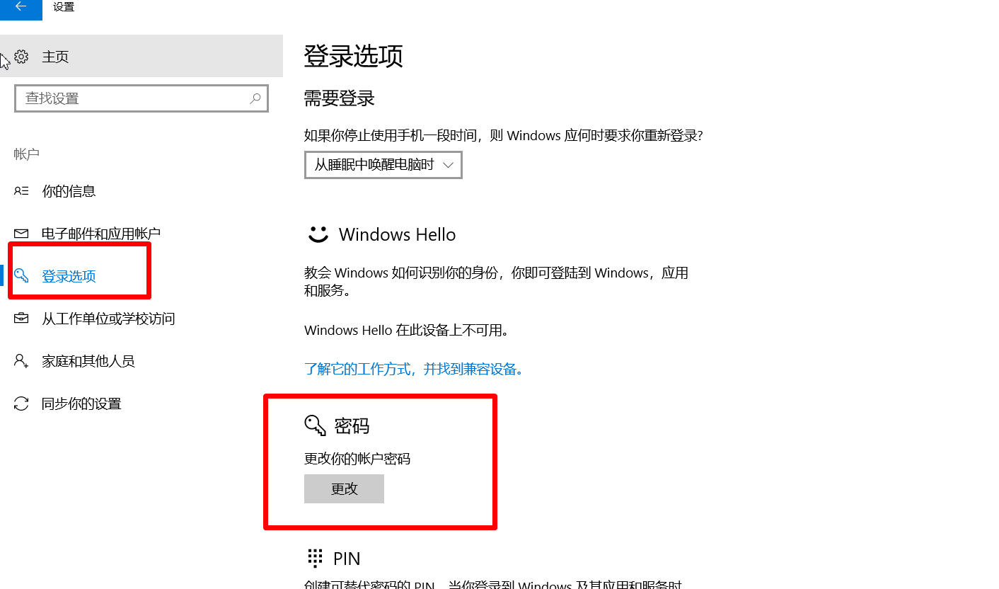 设置
主页
查找设置
帐户
你的信息
电子邮件和应用帐户
登录选项
从工作单位或学校访问
家庭和其他人员
同步你的设置
登录选项
需要登录
如果你停止使用手机一段时间，则 Windows 应何时要求你重新登录?
从睡眠中唤醒电脑时
Windows Hello
教会 Windows 如何识别你的身份，你即可登陆到 Windows，应用
和服务。
Windows Hello 在此设备上不可用。
了解它的工作方式，并找到兼容设备。
密码
更改你的帐户密码
更改
PIN
创建可替代密码的 PIN。当你登录到 Windows 及其应用和服务时